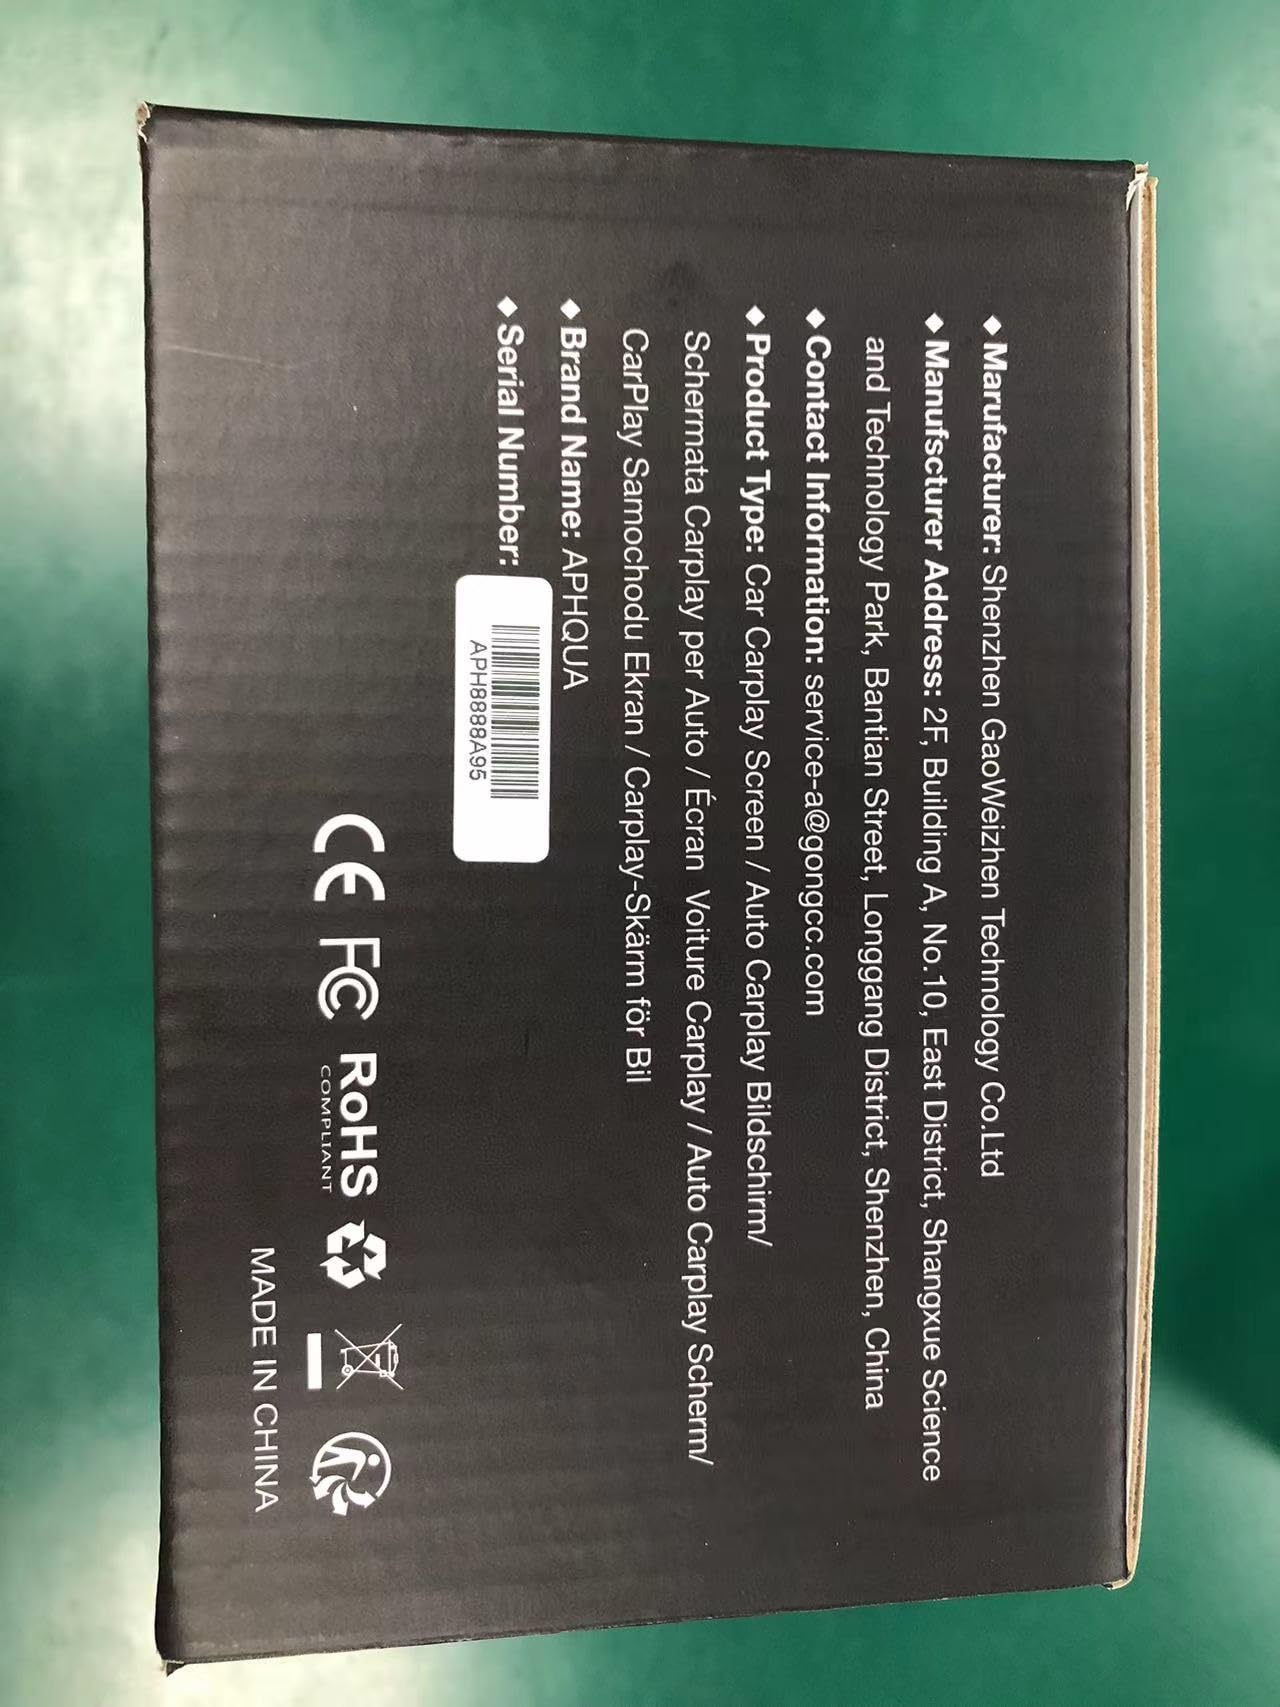 ◆Marufacturer: Shenzhen GaoWeizhen Technology Co.Ltd
◆Manufscturer Address: 2F, Building A, No.10, East District, Shangxue Science
and Technology Park, Bantian Street, Longgang District, Shenzhen, China
◆Contact Information: service-a@gongcc.com
◆Product Type: Car Carplay Screen / Auto Carplay Bildschirm/
Schermata Carplay per Auto / Écran Voiture Carplay / Auto Carplay Scherm/
CarPlay Samochodu Ekran / Carplay-Skärm för Bil
◆Brand Name: APHQUA
◆Serial Number:
APH8888A95
CE FC RoHS
COMPLIANT
MADE IN CHINA